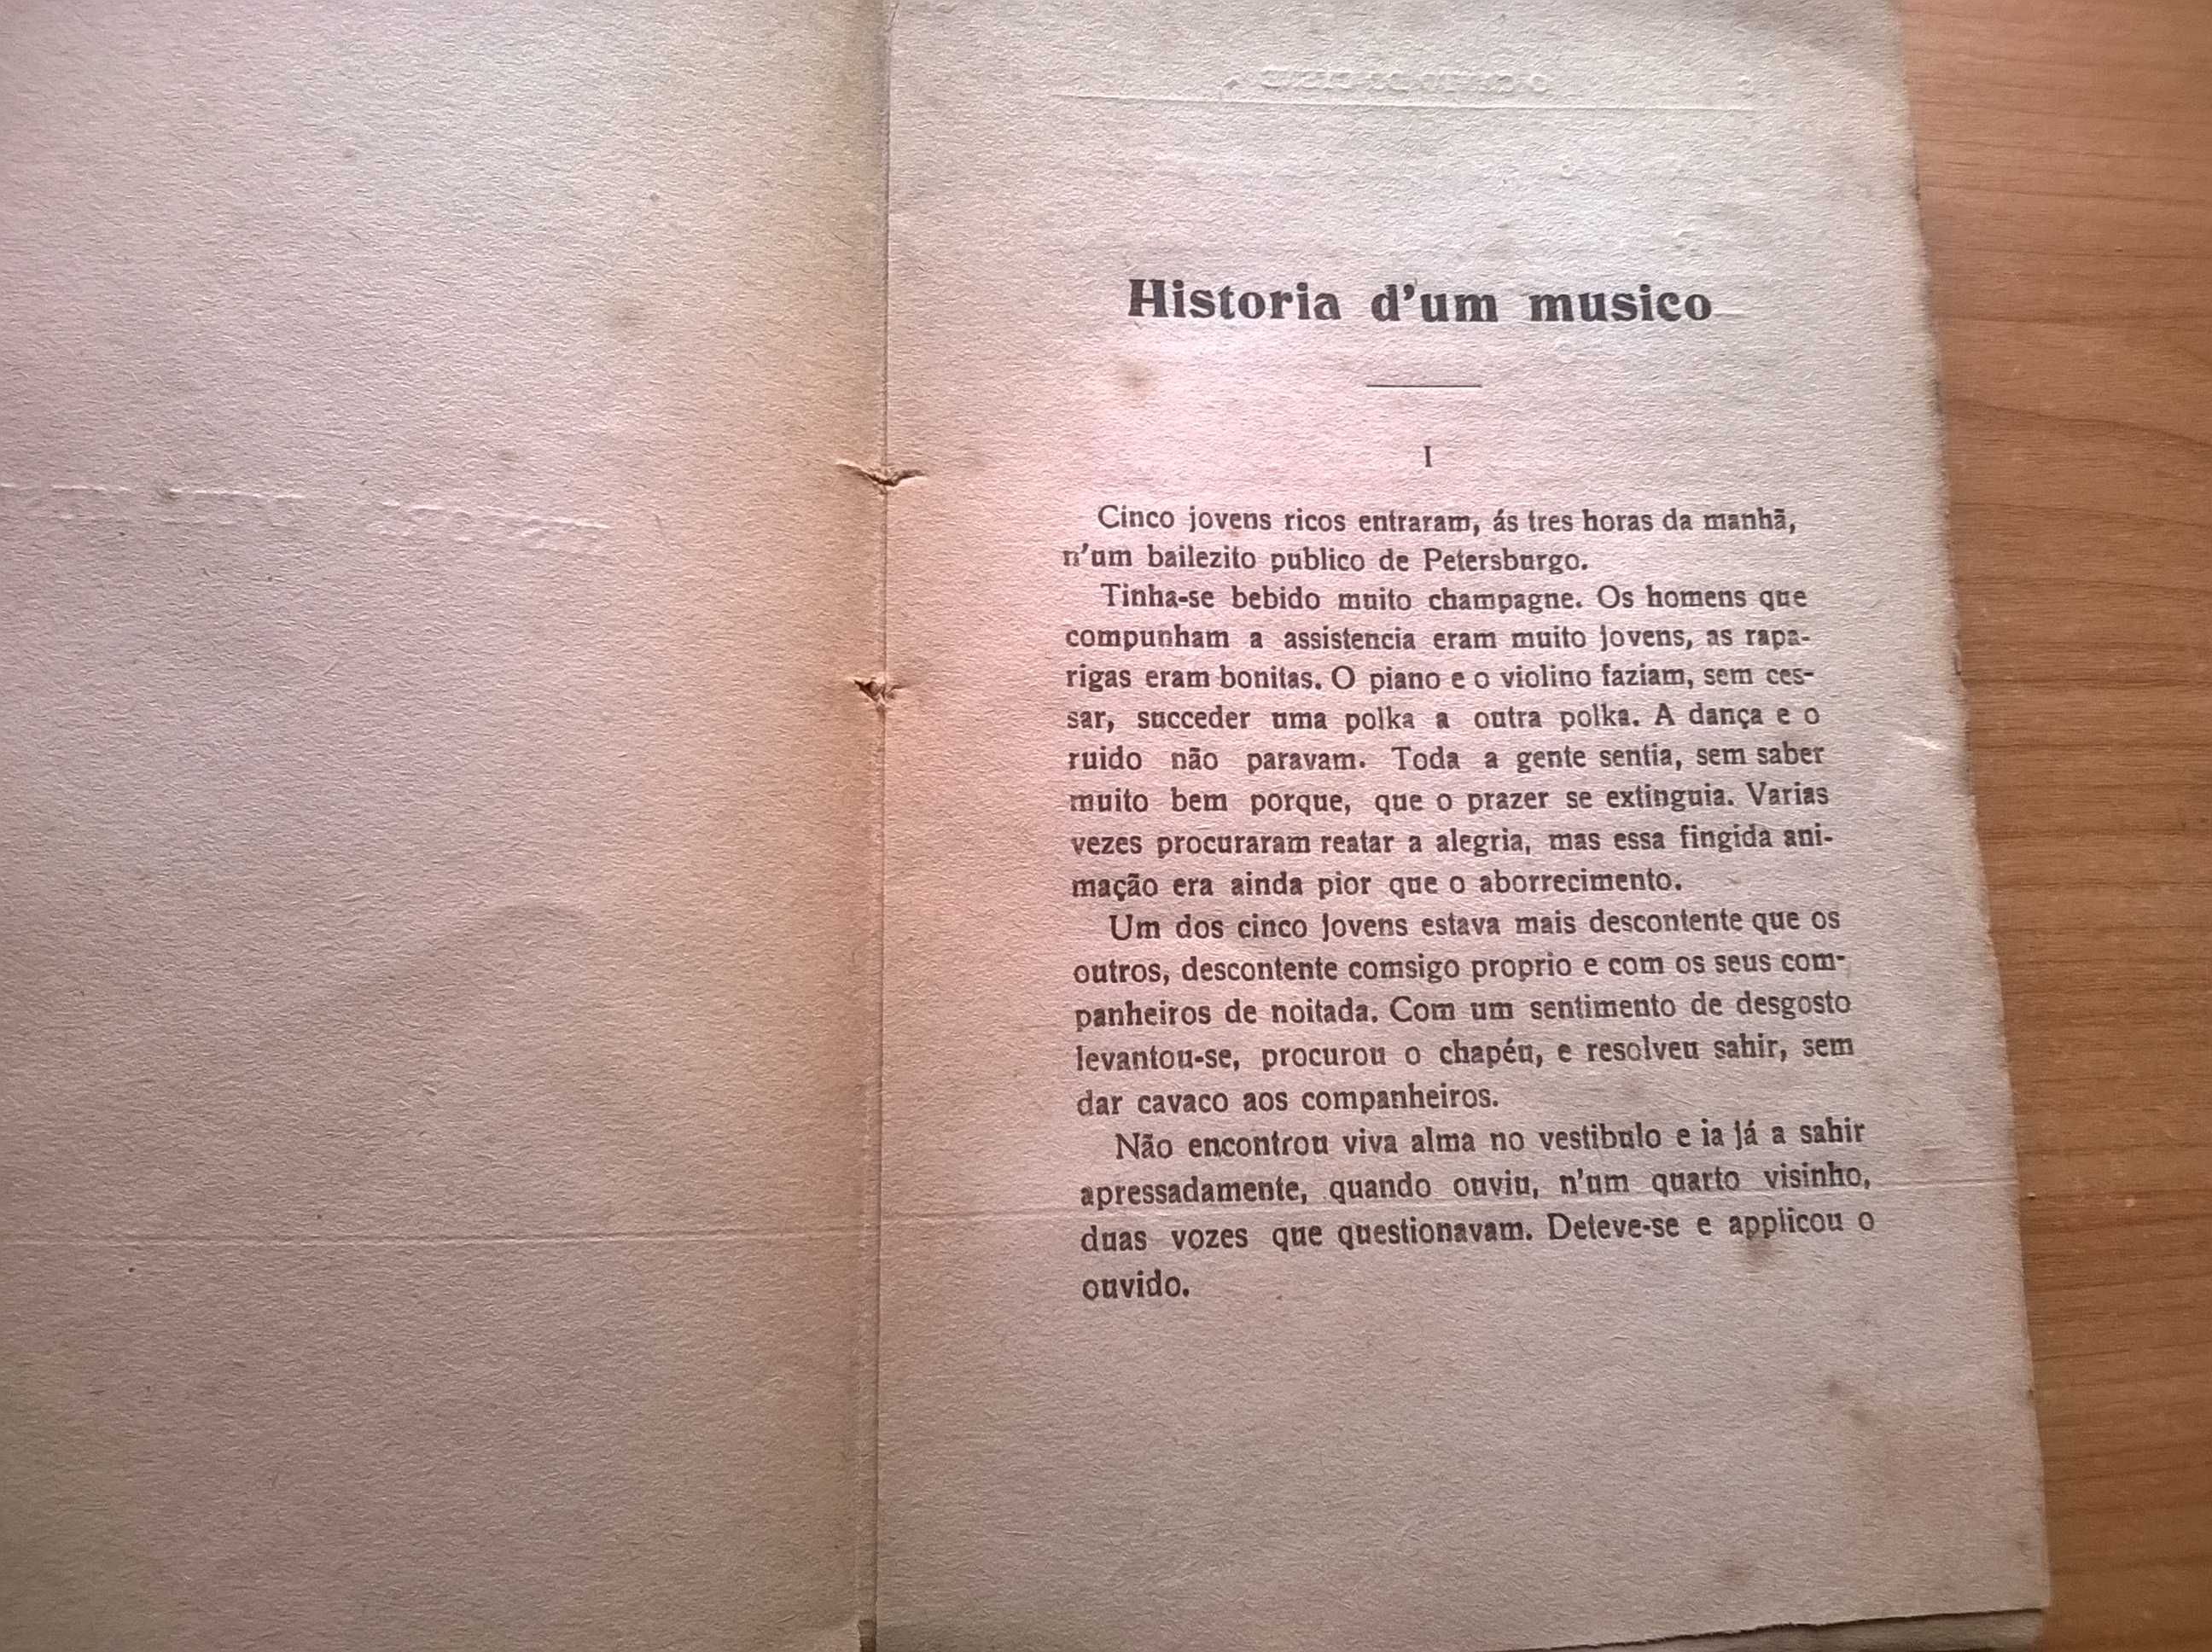 Historia d'um musico
I
Cinco jovens ricos entraram, ás tres horas da manhã,
n'um bailezito publico de Petersburgo.
Tinha-se bebido muito champagne. Os homens que
compunham a assistencia eram muito jovens, as rapa-
rigas eram bonitas. O piano e o violino faziam, sem ces-
sar, succeder uma polka a outra polka. A dança e o
ruido não paravam. Toda a gente sentia, sem saber
muito bem porque, que o prazer se extinguia. Varias
vezes procuraram reatar a alegria, mas essa fingida ani-
mação era ainda pior que o aborrecimento.
Um dos cinco jovens estava mais descontente que os
outros, descontente comsigo proprio e com os seus com-
panheiros de noitada. Com um sentimento de desgosto
levantou-se, procurou o chapéu, e resolveu sahir, sem
dar cavaco aos companheiros.
Não encontrou viva alma no vestibulo e ia já a sahir
apressadamente, quando ouviu, n'um quarto visinho,
duas vozes que questionavam. Deteve-se e applicou o
ouvido.